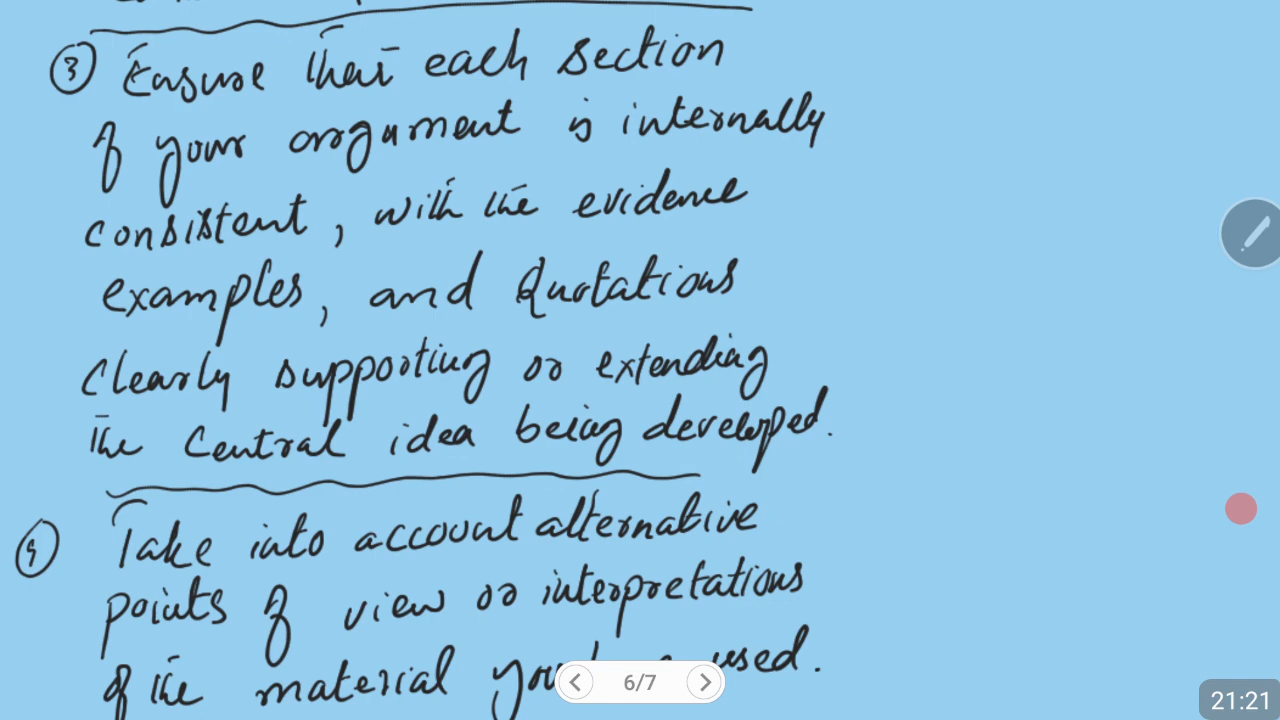 ③ Ensure that each section
of your argument is internally
consistent, with the evidence
examples, and Quotations
Clearly supporting or extending
the Central idea being developed.
④ Take into account alternative
points of view or interpretations
of the material used.
6/7
21:21